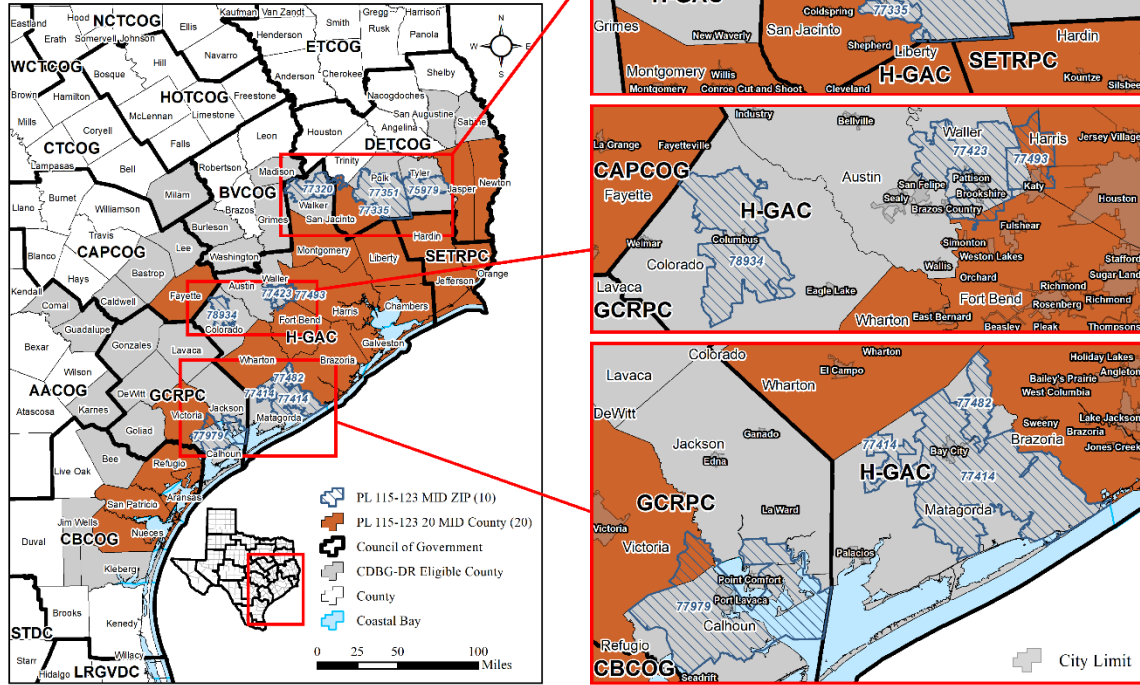 NCTCOG
Hood
Somervell
Johnson
Ellis
Kaufman
Van Zandt
Smith
Gregg
Harrison
Eastland
Erath
Navarro
Henderson
Rusk
Panola
ETCOG
N
W
E
S
WCTCOG
Bosque
Hill
Anderson
Cherokee
Shelby
Brown
Hamilton
HOTCOG
Freestone
Nacogdoches
Mills
McLennan
Limestone
San Augustine
Sabine
Coryell
Leon
Houston
Angelina
CTCOG
Falls
DETCOG
Lampasas
Bell
Robertson
Madison
Trinity
Polk
Tyler
Milam
BVCOG
77320
77351
75979
Jasper
Newton
Burnet
Llano
Williamson
Brazos
Grimes
Walker
77335
Burleson
San Jacinto
Travis
Hardin
CAPCOG
Lee
Washington
Montgomery
Liberty
SETRPC
Blanco
Hays
Bastrop
Waller
Orange
Kendall
Fayette
Austin
77423
77493
Jefferson
Comal
Caldwell
78934
Harris
Chambers
Guadalupe
Colorado
Fort Bend
Gonzales
H-GAC
Bexar
Lavaca
Galveston
Wilson
Wharton
Brazoria
AACOG
DeWitt
GCRPC
77482
Atascosa
Karnes
Jackson
77414
77414
Victoria
Matagorda
Goliad
77979
Bee
Calhoun
Live Oak
Refugio
Aransas
San Patricio
Jim Wells
Nueces
Duval
CBCOG
Kleberg
Brooks
Kenedy
STDC
Willacy
Starr
Hidalgo
LRGVDC
PL 115-123 MID ZIP (10)
PL 115-123 20 MID County (20)
Council of Government
CDBG-DR Eligible County
County
Coastal Bay
0 25 50 100
Miles
H-GAC
Coldspring
77335
Grimes
New Waverly
San Jacinto
Hardin
Shepherd
Liberty
SETRPC
Montgomery
Willis
H-GAC
Kountze
Montgomery
Conroe
Cut and Shoot
Cleveland
Silsbee
Industry
Bellville
Waller
Harris
La Grange
Fayetteville
77423
Jersey Village
77493
CAPCOG
Austin
Pattison
Fayette
San Felipe
Brookshire
Katy
Sealy
Houston
H-GAC
Brazos Country
Fulshear
Weimar
Columbus
Simonton
Weston Lakes
Stafford
Colorado
78934
Wallis
Orchard
Sugar Land
Lavaca
Eagle Lake
Richmond
Fort Bend
Rosenberg
Richmond
GCRPC
Wharton
East Bernard
Beasley
Pleak
Thompsons
Colorado
Wharton
Holiday Lakes
Lavaca
El Campo
Angleton
Wharton
Bailey's Prairie
West Columbia
DeWitt
77482
Lake Jackson
Jackson
Ganado
Sweeny
Brazoria
77414
Bay City
Brazoria
Jones Creek
Edna
H-GAC
77414
GCRPC
La Ward
Matagorda
Victoria
Victoria
Palacios
Point Comfort
Port Lavaca
77979
Calhoun
Refugio
CBCOG
Seadrift
City Limit